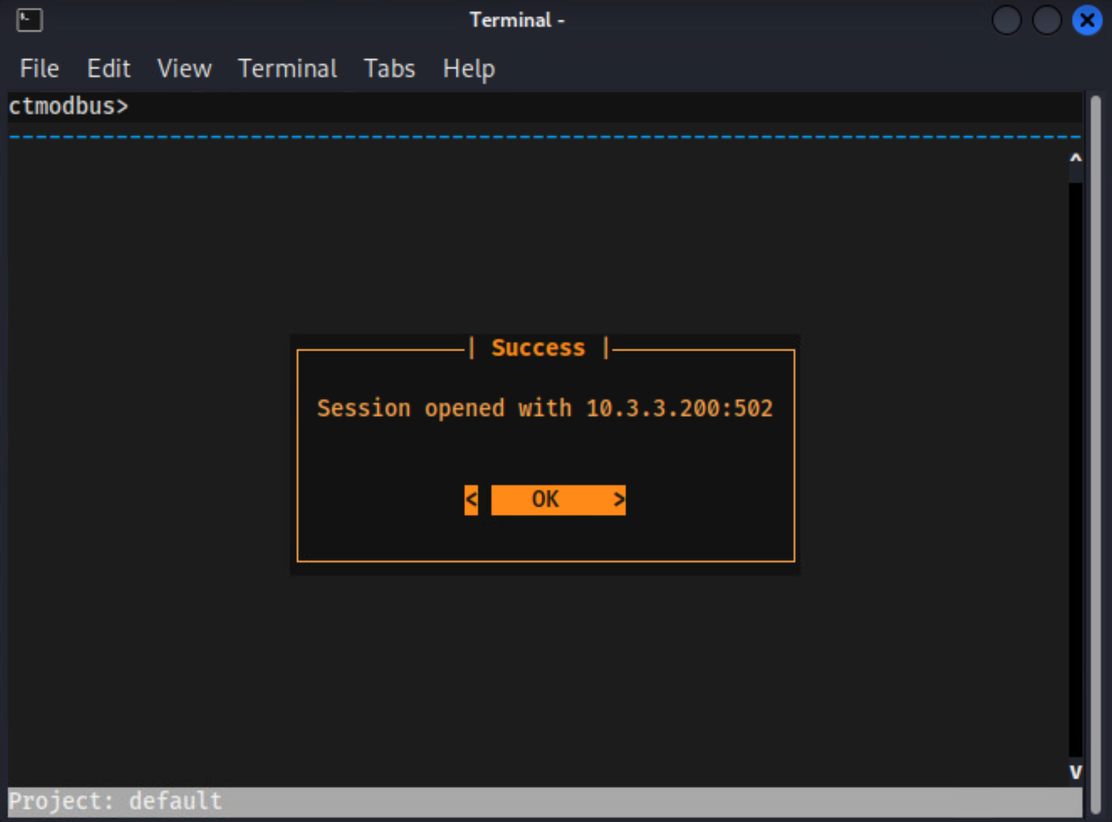 Terminal -
File Edit View Terminal Tabs Help
ctmodbus>
^
| Success |
Session opened with 10.3.3.200:502
< OK >
v
Project: default